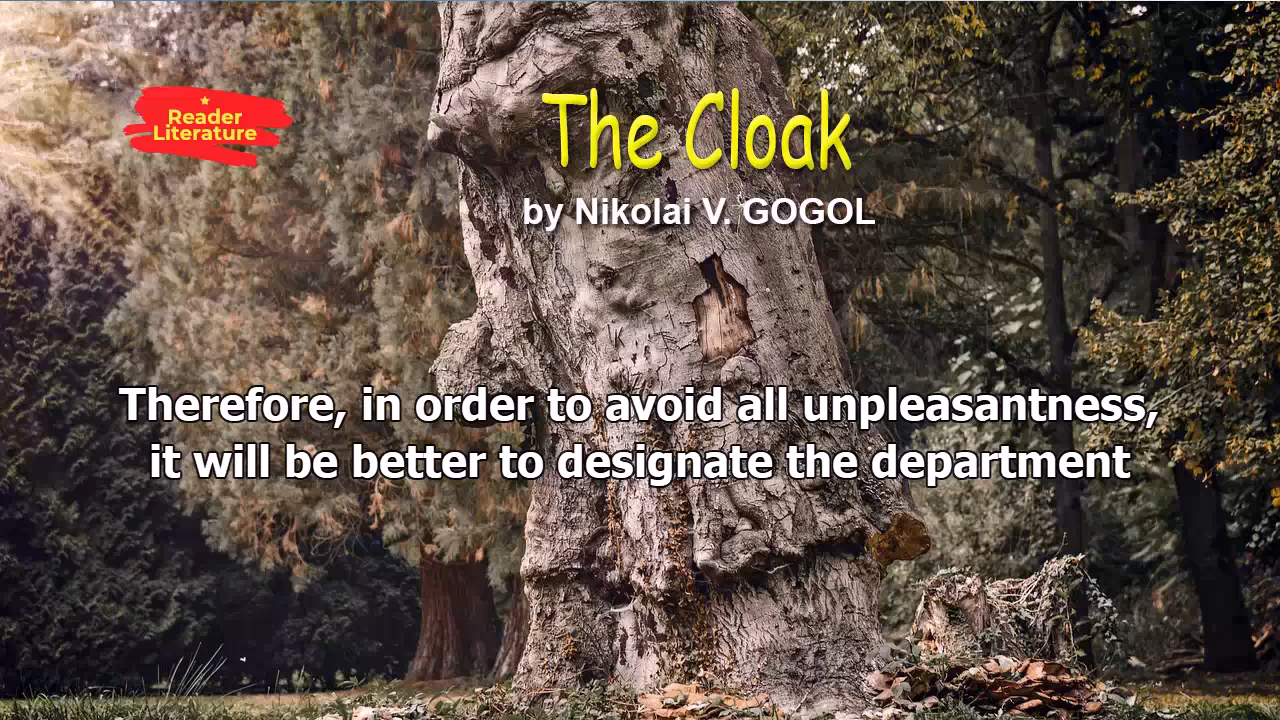 Reader
Literature
The Cloak
by Nikolai V. GOGOL
Therefore, in order to avoid all unpleasantness,
it will be better to designate the department